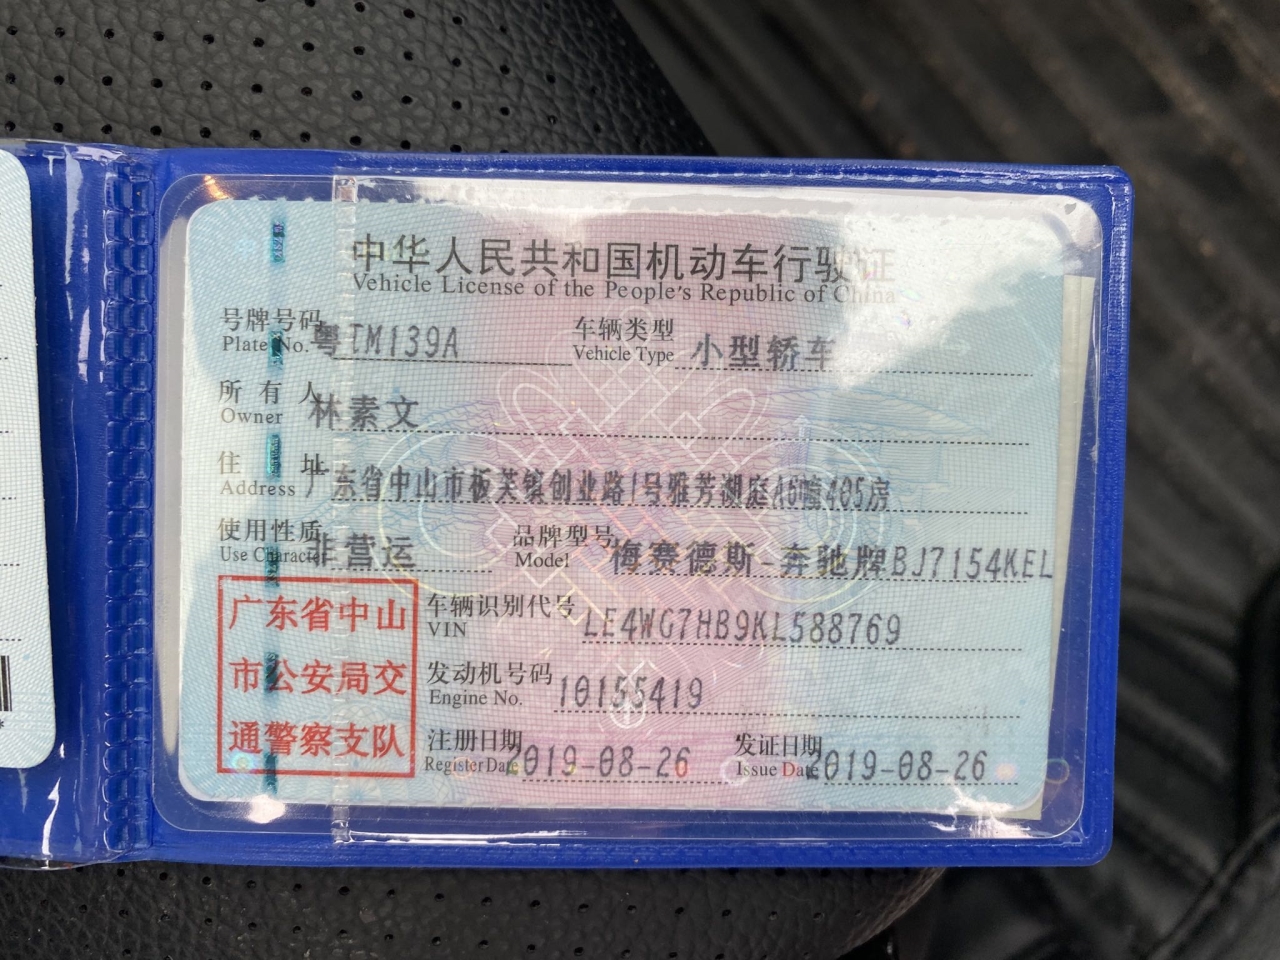 中华人民共和国机动车行驶证
Vehicle License of the People's Republic of China
号牌号码 粤TM139A 车辆类型 小型轿车
Plate No. Vehicle Type
所有人 林素文
Owner
住址 广东省中山市板芙镇创业路1号雅芳湖庭A6幢405房
Address
使用性质 非营运 品牌型号 梅赛德斯-奔驰牌BJ7154KEL
Use Character Model
广东省中山
市公安局交
通警察支队
车辆识别代号 LE4WG7HB9KL588769
VIN
发动机号码 10155419
Engine No.
注册日期 2019-08-26 发证日期 2019-08-26
Register Date Issue Date